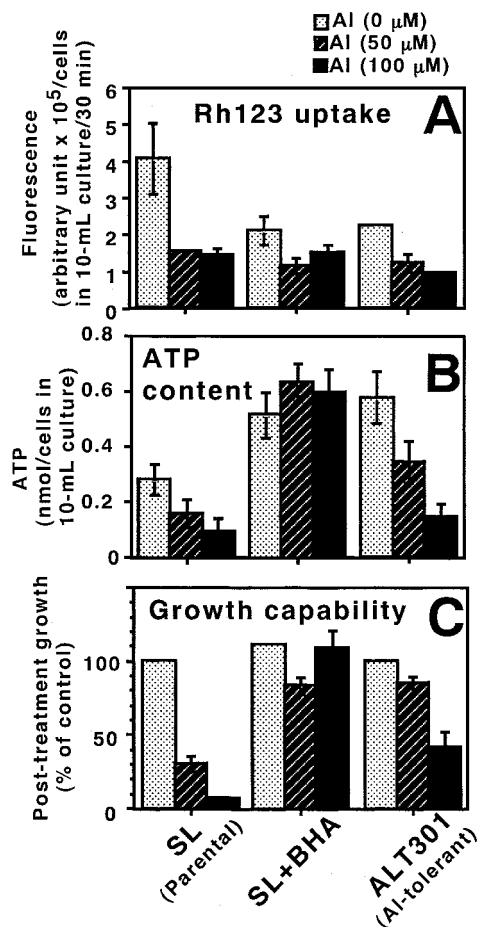 Al (0 µM)
Al (50 µM)
Al (100 µM)
Fluorescence
(arbitrary unit x 10⁵/cells
in 10-mL culture/30 min)
6
5
4
3
2
1
0
Rh123 uptake
A
ATP
(nmol/cells in
10-mL culture)
0.8
0.6
0.4
0.2
0
ATP
content
B
Post-treatment growth
(% of control)
100
50
0
Growth capability
C
SL
(Parental)
SL+BHA
ALT301
(Al-tolerant)